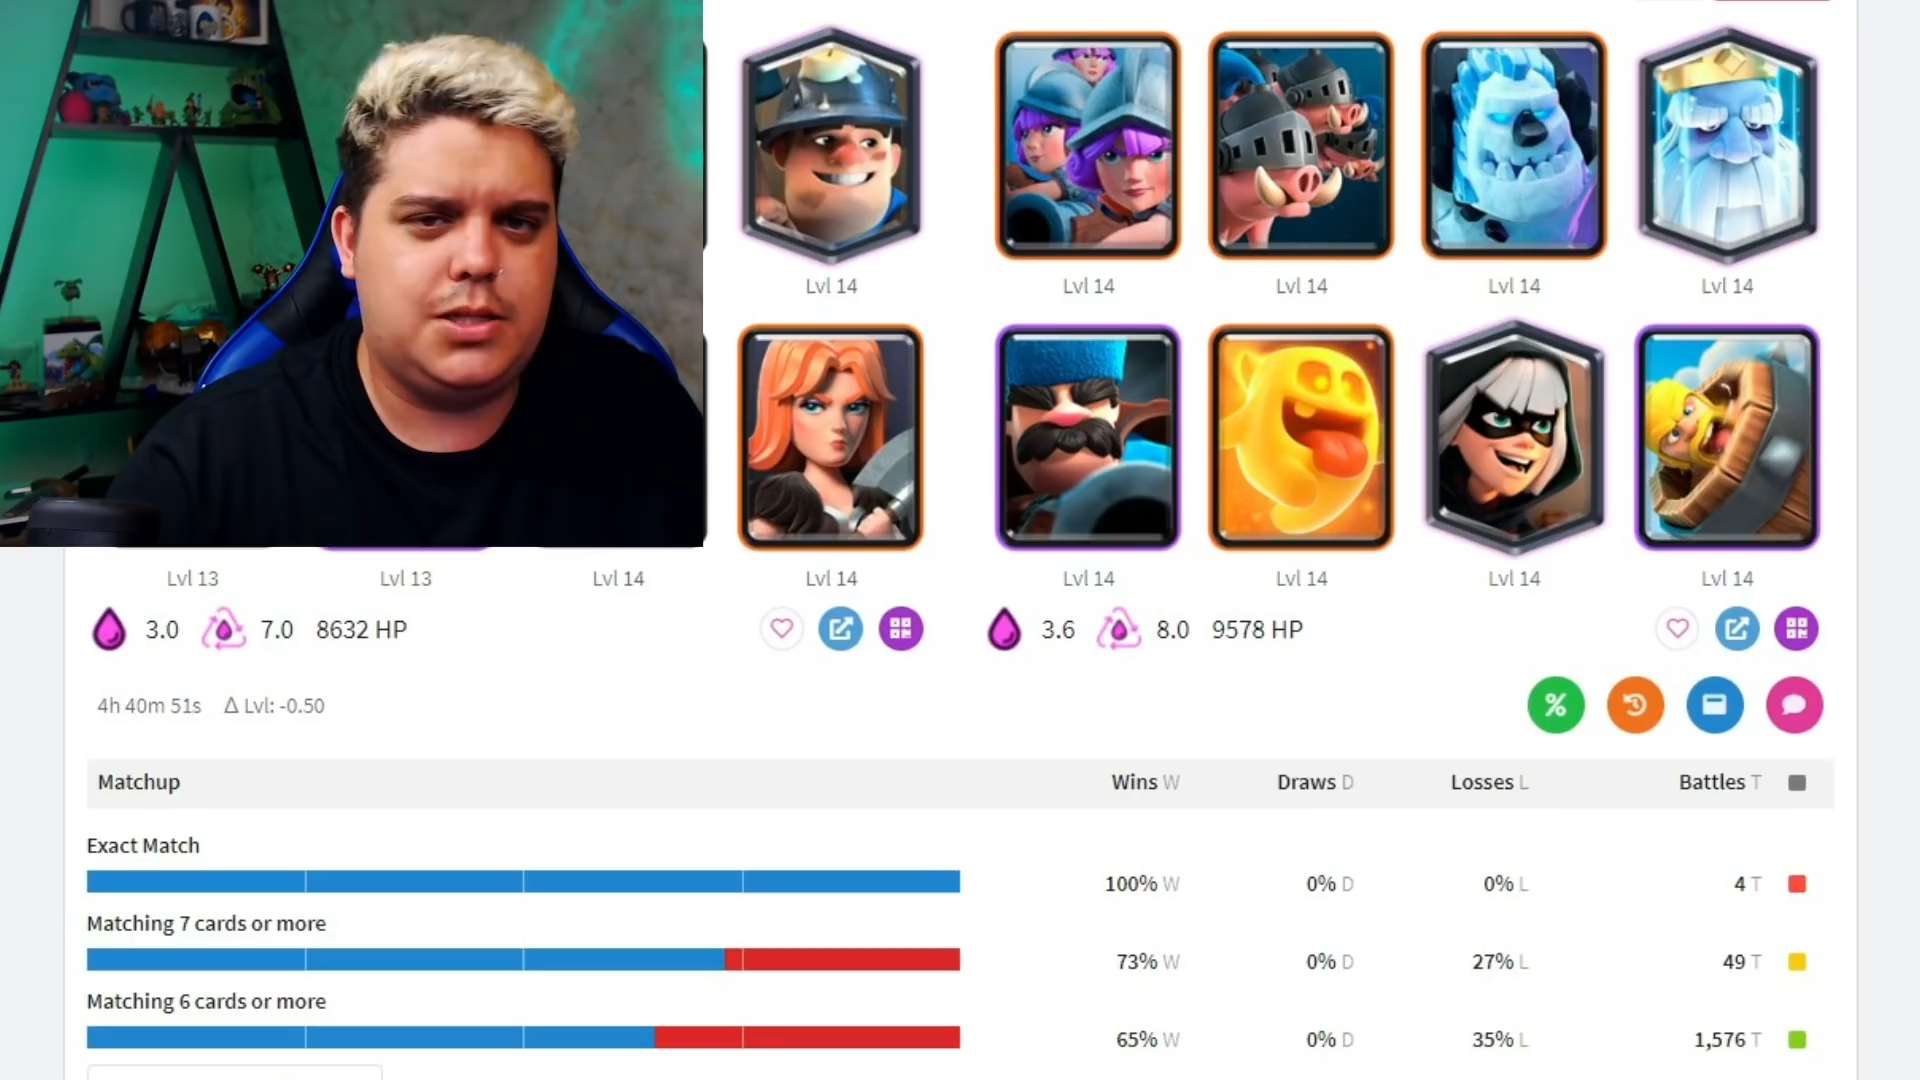 Lvl 14
Lvl 14
Lvl 14
Lvl 14
Lvl 14
Lvl 13
Lvl 13
Lvl 14
Lvl 14
Lvl 14
Lvl 14
Lvl 14
Lvl 14
3.0 7.0 8632 HP
3.6 8.0 9578 HP
4h 40m 51s Δ Lvl: -0.50
%
Matchup Wins W Draws D Losses L Battles T
Exact Match
100% W 0% D 0% L 4 T
Matching 7 cards or more
73% W 0% D 27% L 49 T
Matching 6 cards or more
65% W 0% D 35% L 1,576 T